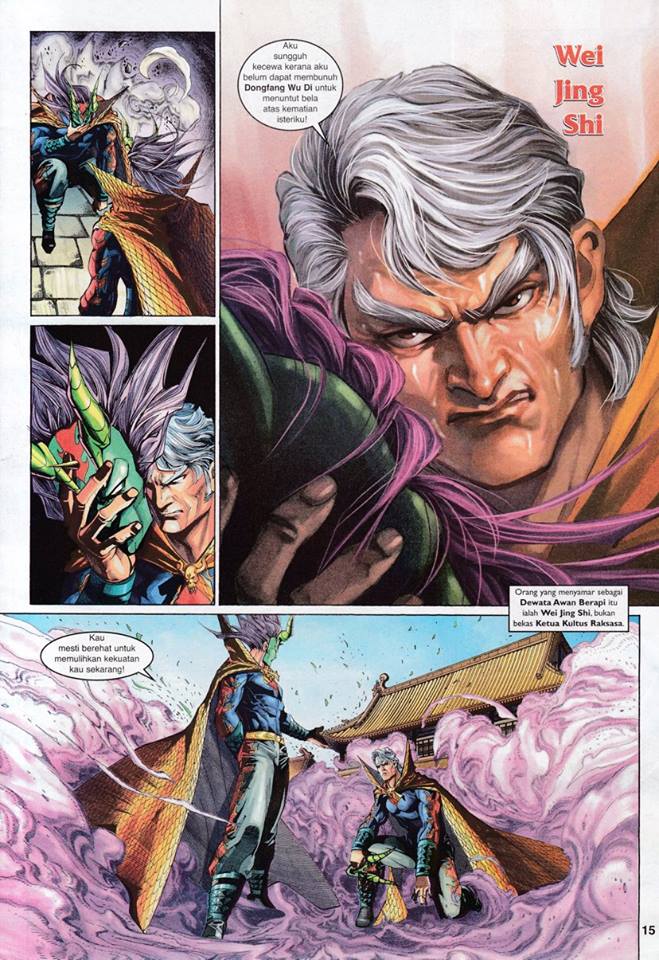 Aku
sungguh
kecewa kerana aku
belum dapat membunuh
Dongfang Wu Di untuk
menuntut bela
atas kematian
isteriku!
Wei
Jing
Shi
Orang yang menyamar sebagai
Dewata Awan Berapi itu
ialah Wei Jing Shi, bukan
bekas Ketua Kultus Raksasa.
Kau
mesti berehat untuk
memulihkan kekuatan
kau sekarang!
15